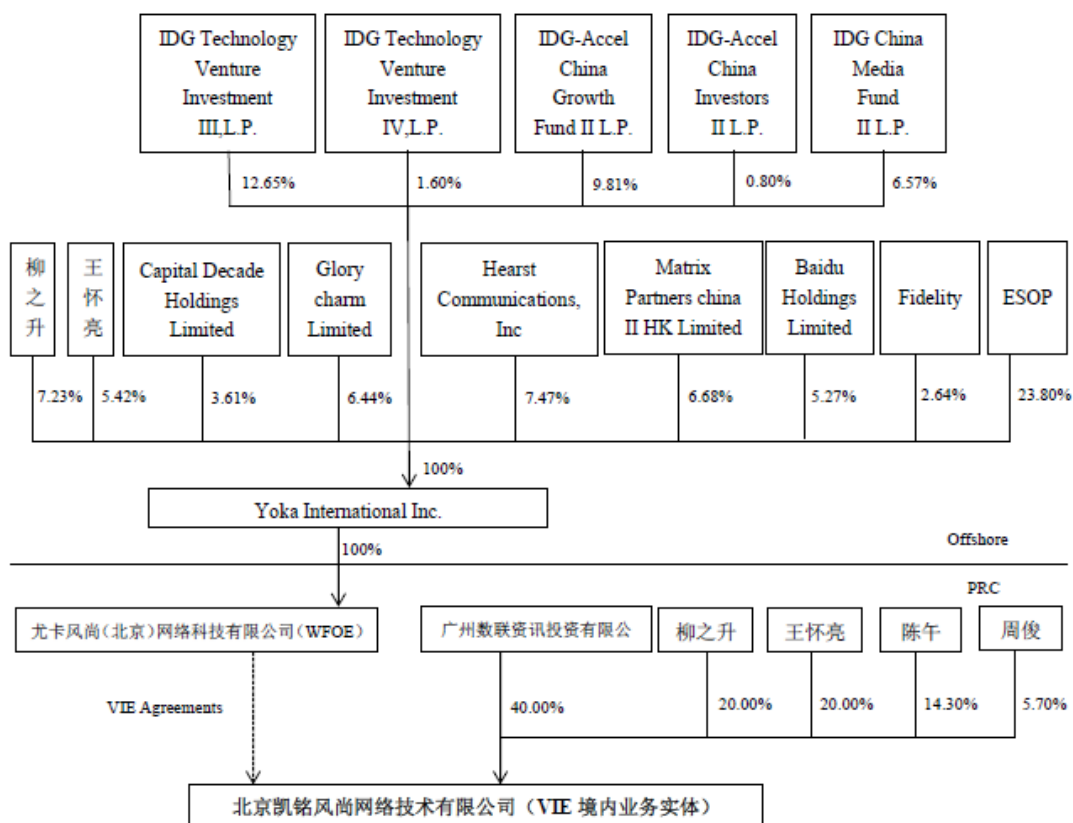 IDG Technology
Venture
Investment
III,L.P.
IDG Technology
Venture
Investment
IV,L.P.
IDG-Accel
China
Growth
Fund II L.P.
IDG-Accel
China
Investors
II L.P.
IDG China
Media
Fund
II L.P.
12.65%
1.60%
9.81%
0.80%
6.57%
柳
之
升
王
怀
亮
Capital Decade
Holdings
Limited
Glory
charm
Limited
Hearst
Communications,
Inc
Matrix
Partners china
II HK Limited
Baidu
Holdings
Limited
Fidelity
ESOP
7.23%
5.42%
3.61%
6.44%
7.47%
6.68%
5.27%
2.64%
23.80%
100%
Yoka International Inc.
100%
Offshore
PRC
尤卡风尚(北京)网络科技有限公司(WFOE)
广州数联资讯投资有限公
柳之升
王怀亮
陈午
周俊
VIE Agreements
40.00%
20.00%
20.00%
14.30%
5.70%
北京凯铭风尚网络技术有限公司（VIE 境内业务实体）